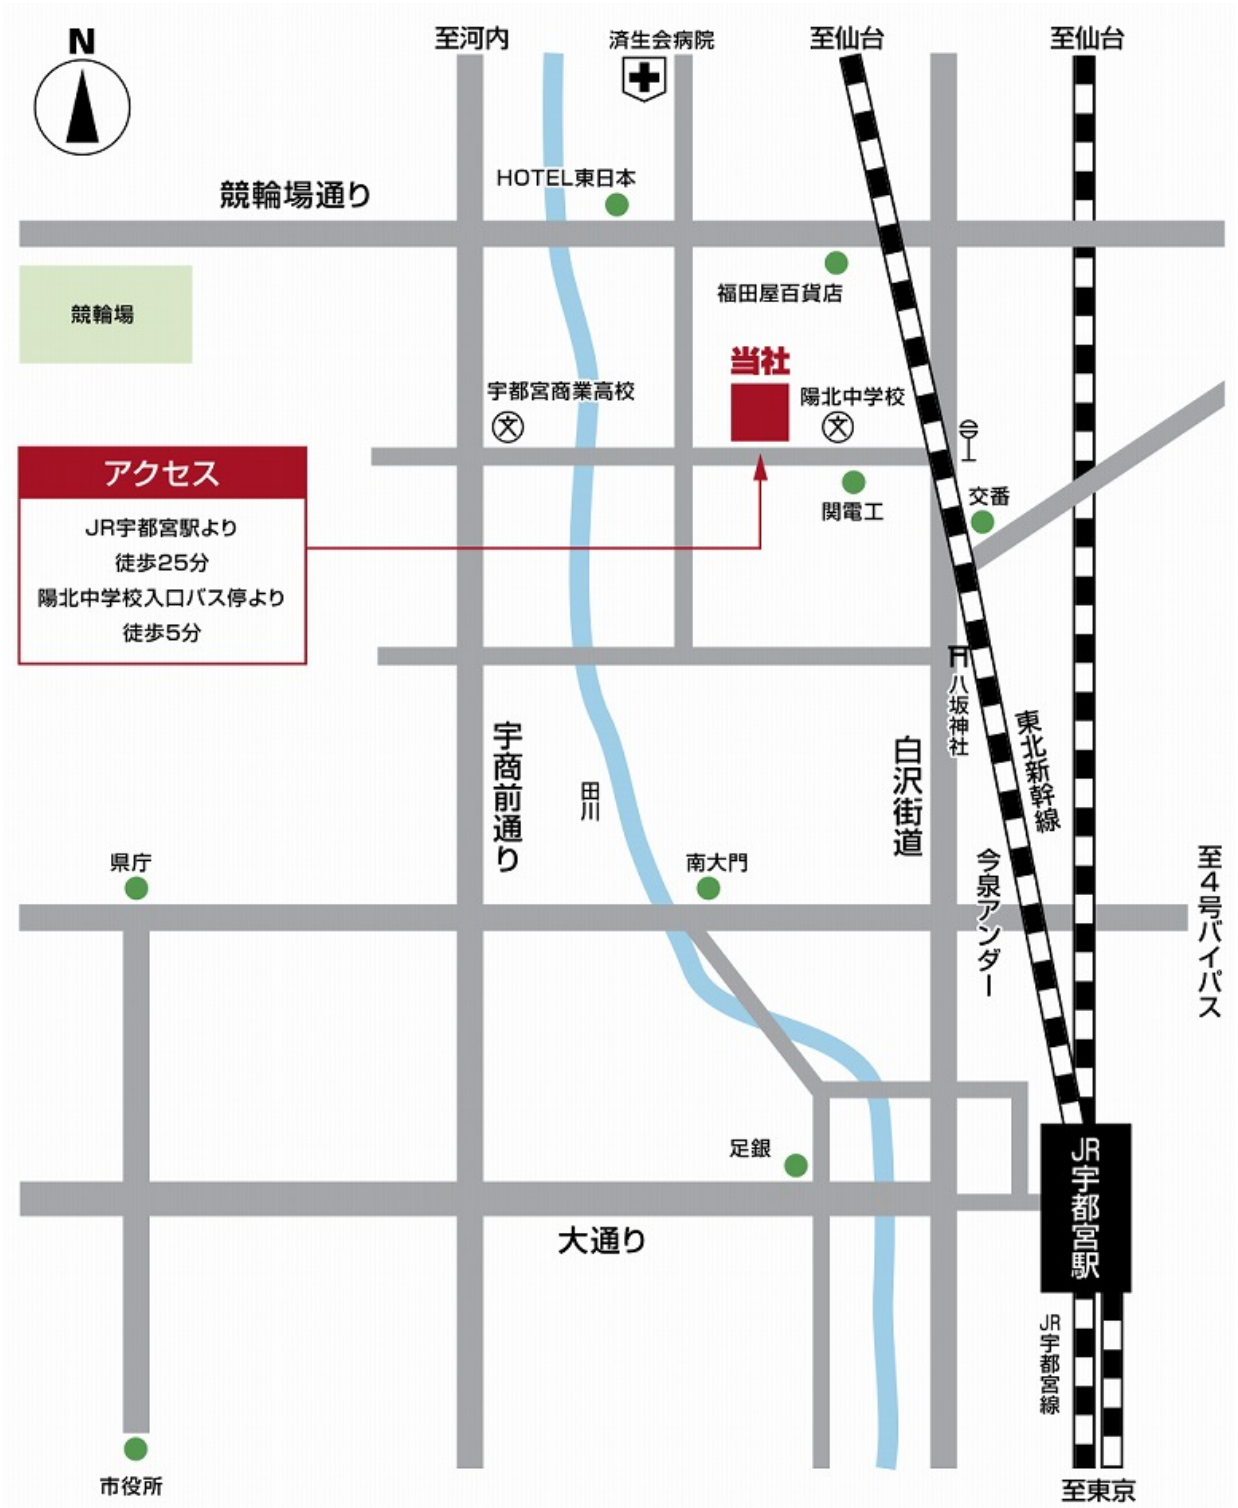 N
至河内
済生会病院
至仙台
至仙台
HOTEL東日本
競輪場通り
福田屋百貨店
競輪場
当社
宇都宮商業高校
陽北中学校
文
文
アクセス
JR宇都宮駅より
徒歩25分
陽北中学校入口バス停より
徒歩5分
関電工
交番
八坂神社
東北新幹線
宇商前通り
田川
白沢街道
県庁
南大門
今泉アンダー
至4号バイパス
足銀
JR宇都宮駅
大通り
JR宇都宮線
市役所
至東京